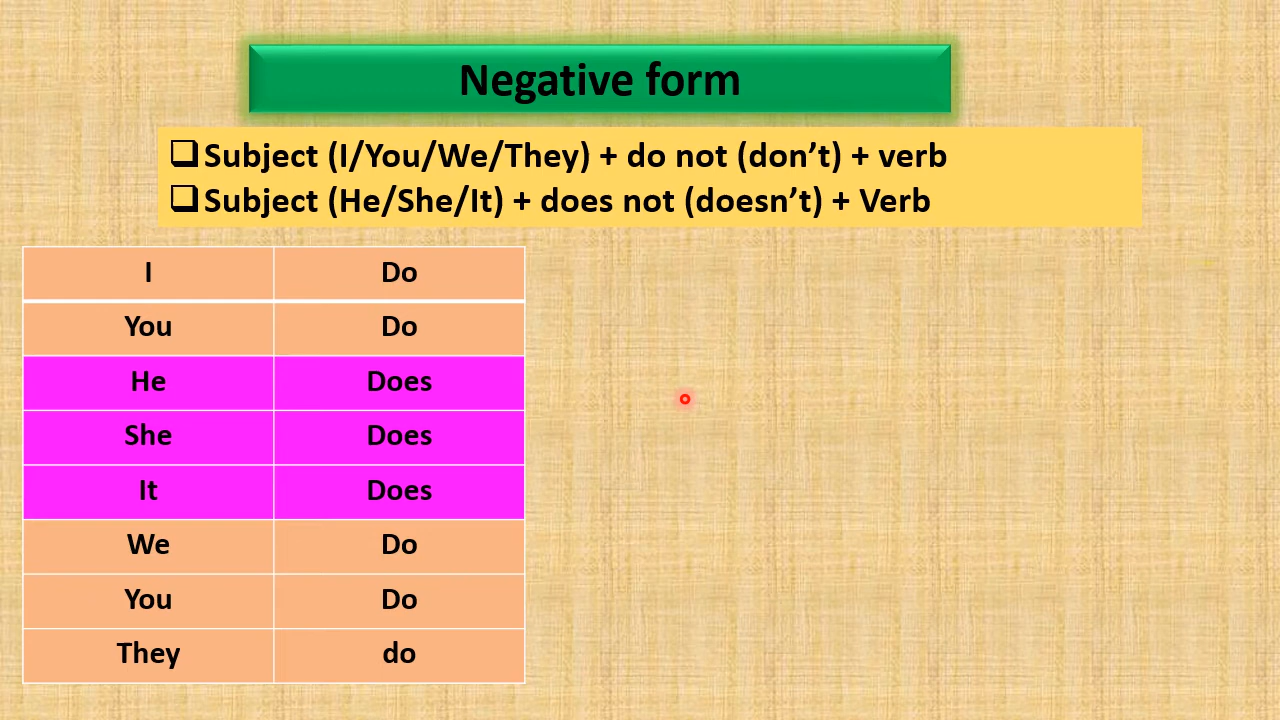 Negative form
❑ Subject (I/You/We/They) + do not (don’t) + verb
❑ Subject (He/She/It) + does not (doesn’t) + Verb
I Do
You Do
He Does
She Does
It Does
We Do
You Do
They do